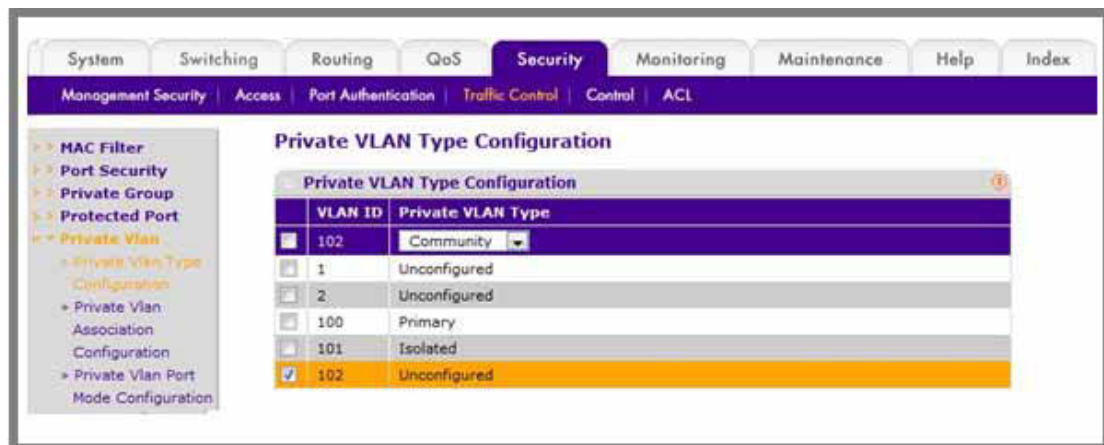 System Switching Routing QoS Security Monitoring Maintenance Help Index
Management Security Access Port Authentication Traffic Control Control ACL
MAC Filter
Port Security
Private Group
Protected Port
Private Vlan
Private Vlan Type
Configuration
Private Vlan
Association
Configuration
Private Vlan Port
Mode Configuration
Private VLAN Type Configuration
Private VLAN Type Configuration
VLAN ID Private VLAN Type
102 Community
1 Unconfigured
2 Unconfigured
100 Primary
101 Isolated
102 Unconfigured